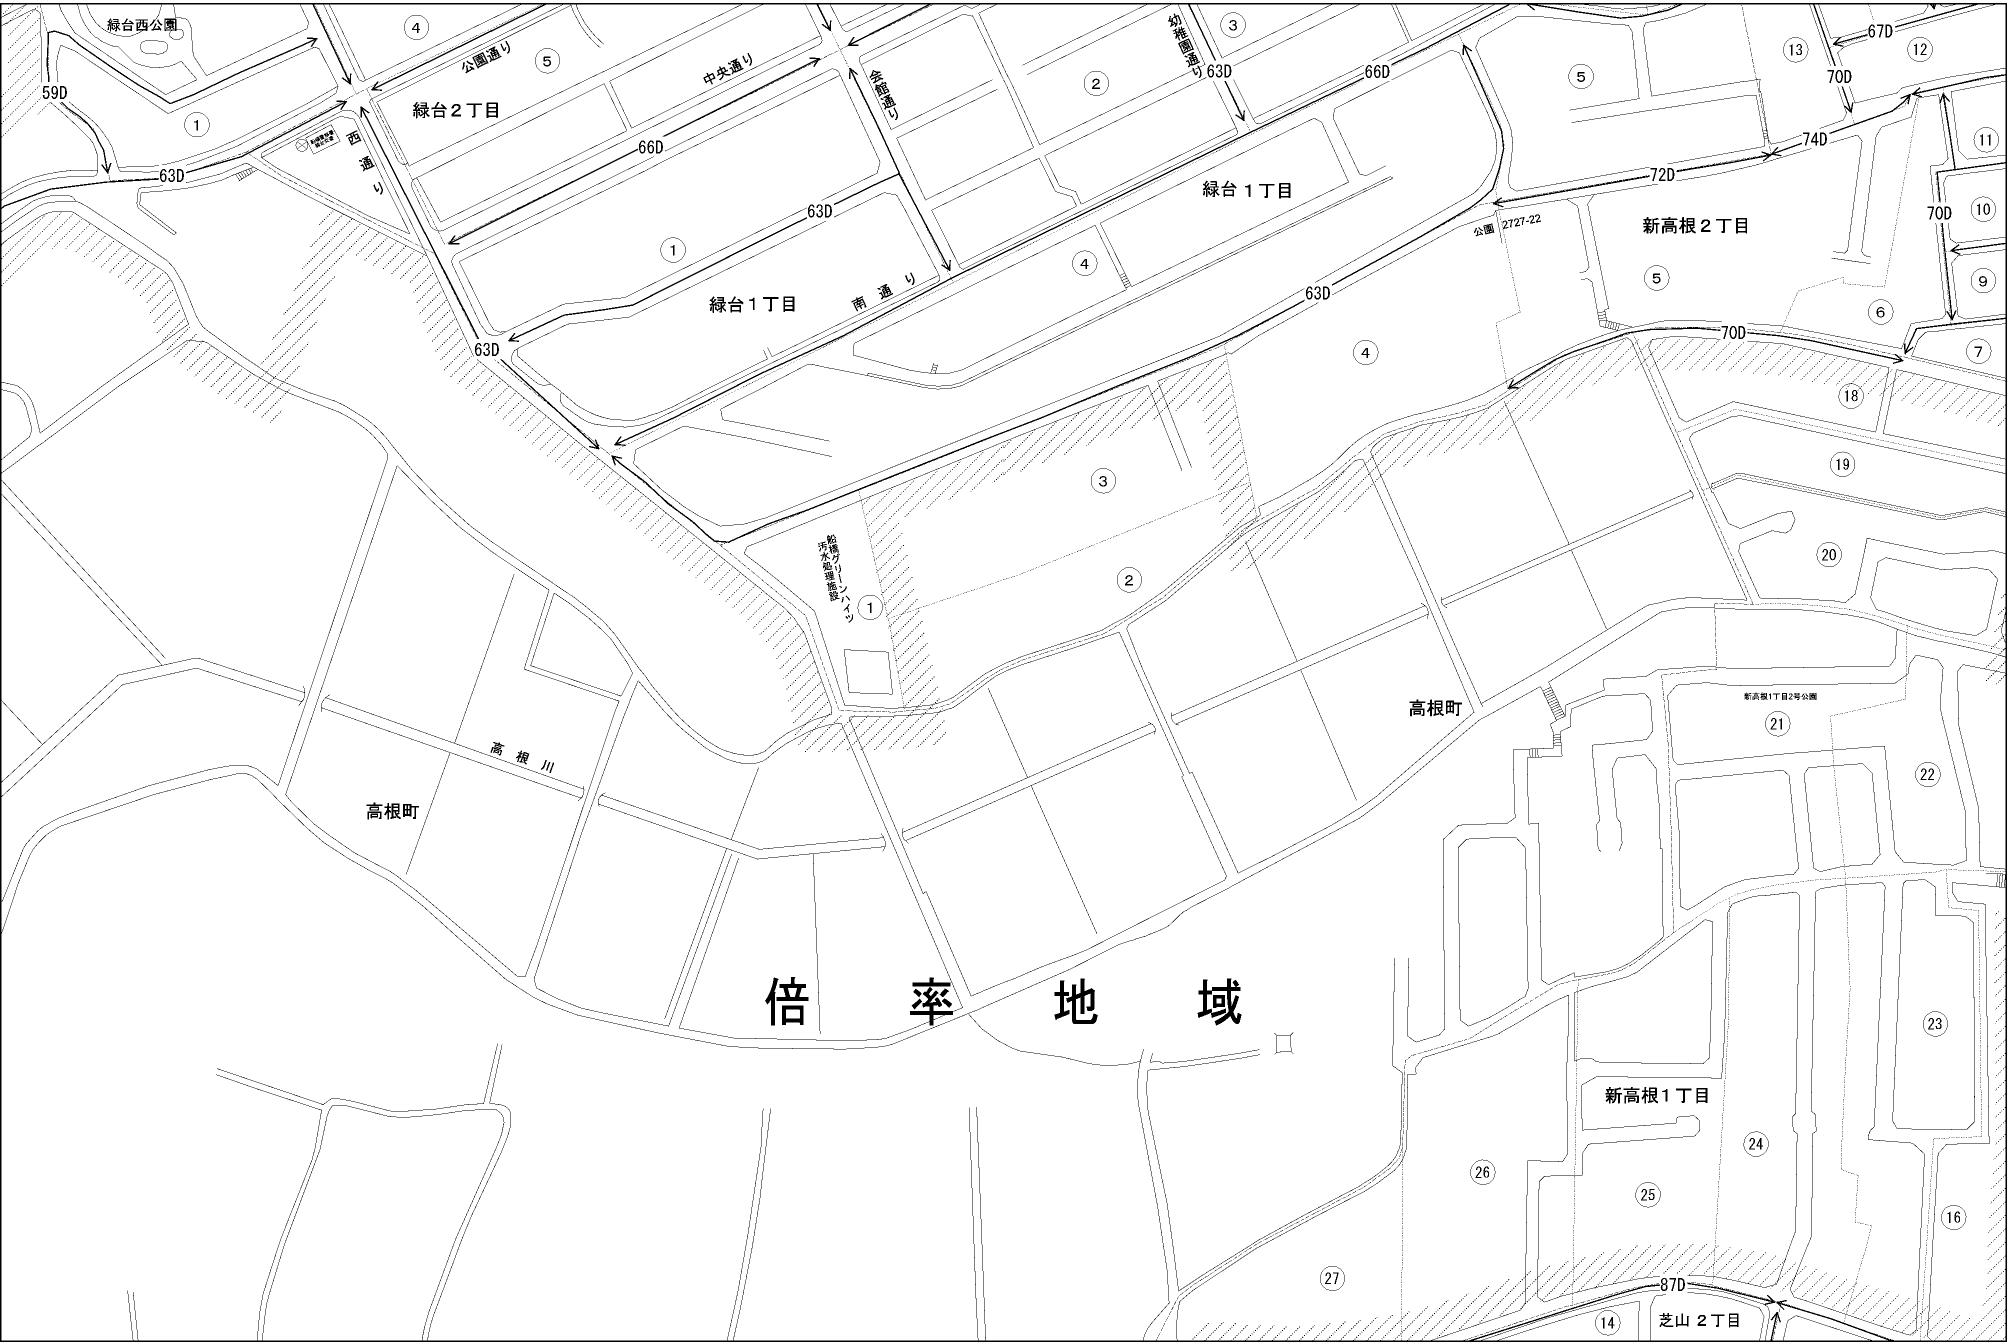 緑台西公園
4
公園通り
5
中央通り
会館通り
幼稚園通り
3
63D
66D
2
67D
13
12
5
70D
59D
1
緑台２丁目
66D
西通り
63D
74D
11
72D
緑台１丁目
63D
10
70D
公園 2727-22
新高根２丁目
1
4
5
9
緑台１丁目
南通り
63D
6
63D
4
70D
7
18
3
19
船橋グリーンハイツ
汚水処理施設
1
2
20
高根町
新高根1丁目2号公園
21
高根川
22
高根町
倍率地域
23
新高根１丁目
24
26
25
16
27
87D
14
芝山２丁目